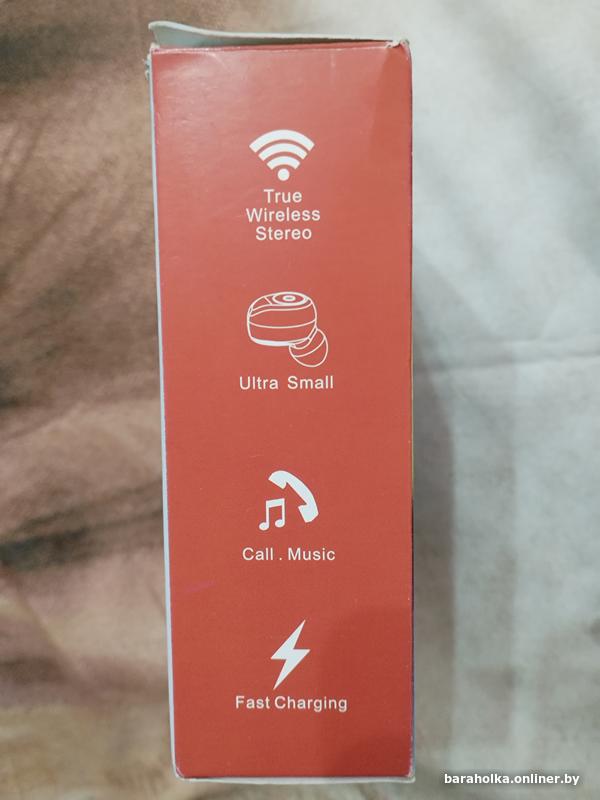 True
Wireless
Stereo
Ultra Small
Call . Music
Fast Charging
baraholka.onliner.by